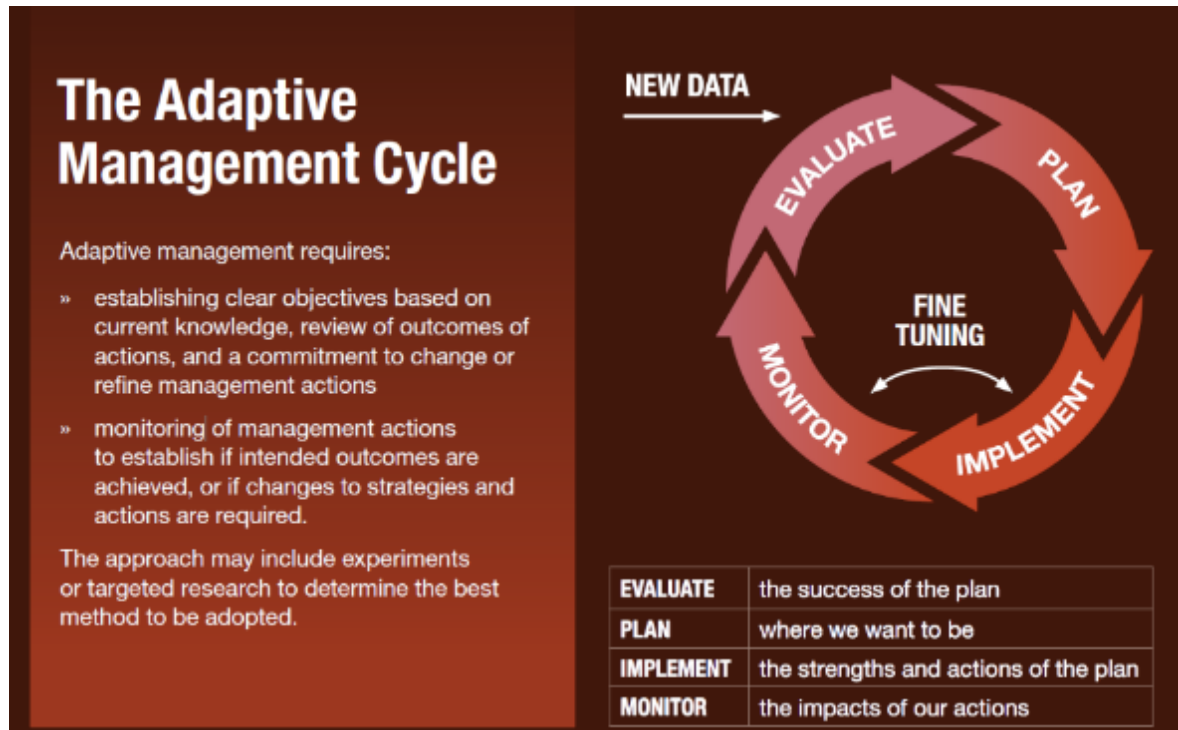 The Adaptive
Management Cycle
Adaptive management requires:
» establishing clear objectives based on
current knowledge, review of outcomes of
actions, and a commitment to change or
refine management actions
» monitoring of management actions
to establish if intended outcomes are
achieved, or if changes to strategies and
actions are required.
The approach may include experiments
or targeted research to determine the best
method to be adopted.
NEW DATA
EVALUATE
PLAN
IMPLEMENT
MONITOR
FINE
TUNING
EVALUATE the success of the plan
PLAN where we want to be
IMPLEMENT the strengths and actions of the plan
MONITOR the impacts of our actions